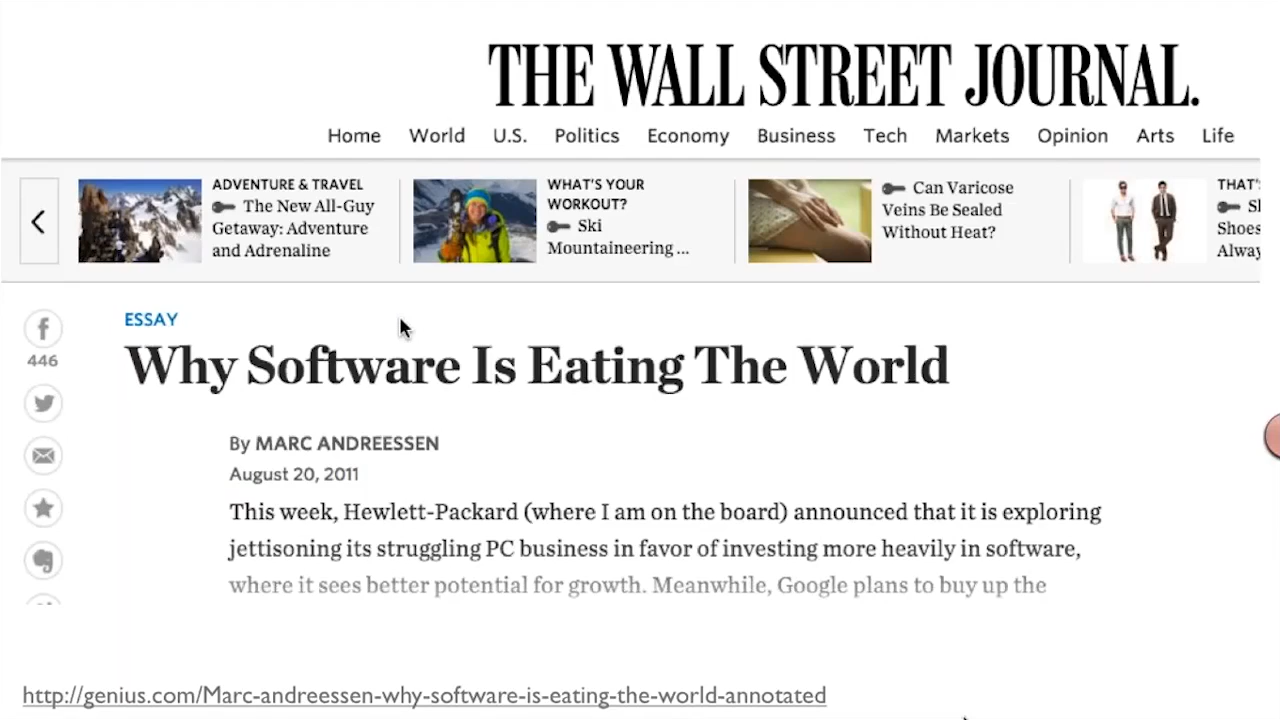 THE WALL STREET JOURNAL.
Home World U.S. Politics Economy Business Tech Markets Opinion Arts Life
ADVENTURE & TRAVEL
The New All-Guy
Getaway: Adventure
and Adrenaline
WHAT'S YOUR
WORKOUT?
Ski
Mountaineering ...
Can Varicose
Veins Be Sealed
Without Heat?
THAT'S
Shoes
446
ESSAY
Why Software Is Eating The World
By MARC ANDREESSEN
August 20, 2011
This week, Hewlett-Packard (where I am on the board) announced that it is exploring
jettisoning its struggling PC business in favor of investing more heavily in software,
where it sees better potential for growth. Meanwhile, Google plans to buy up the
http://genius.com/Marc-andreessen-why-software-is-eating-the-world-annotated